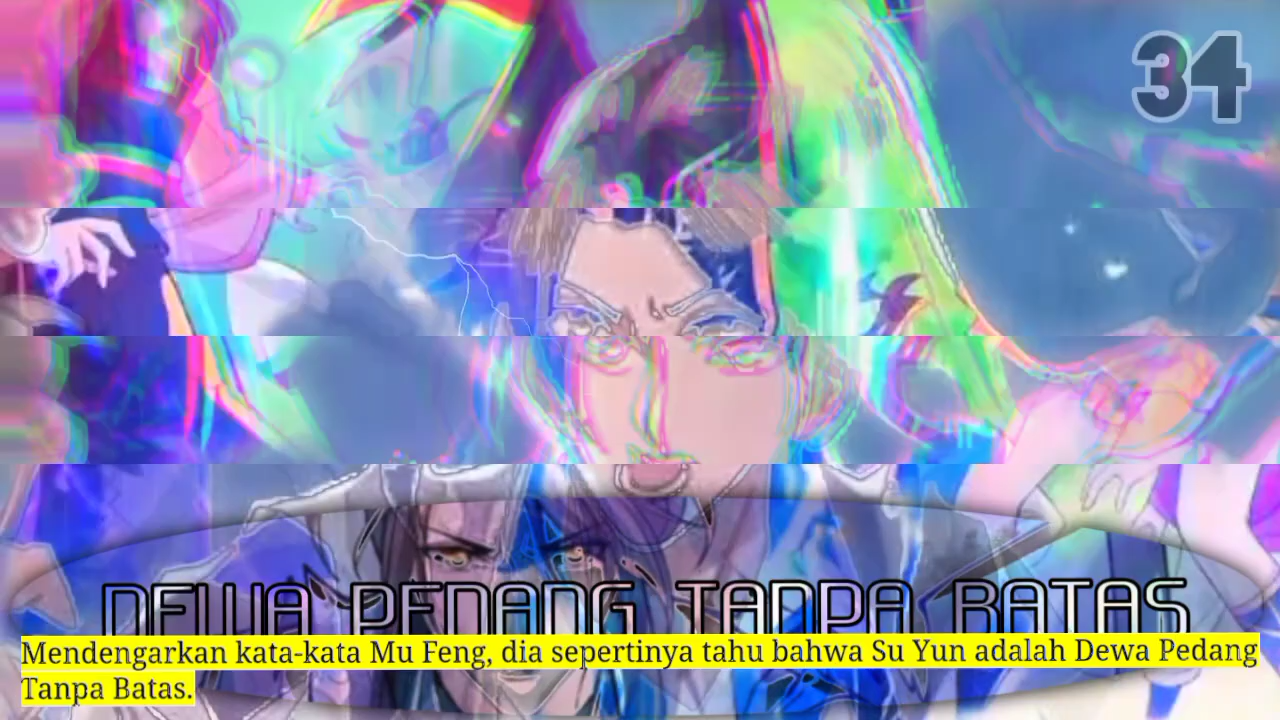 34
DEWA PEDANG TANPA BATAS
Mendengarkan kata-kata Mu Feng, dia sepertinya tahu bahwa Su Yun adalah Dewa Pedang
Tanpa Batas.